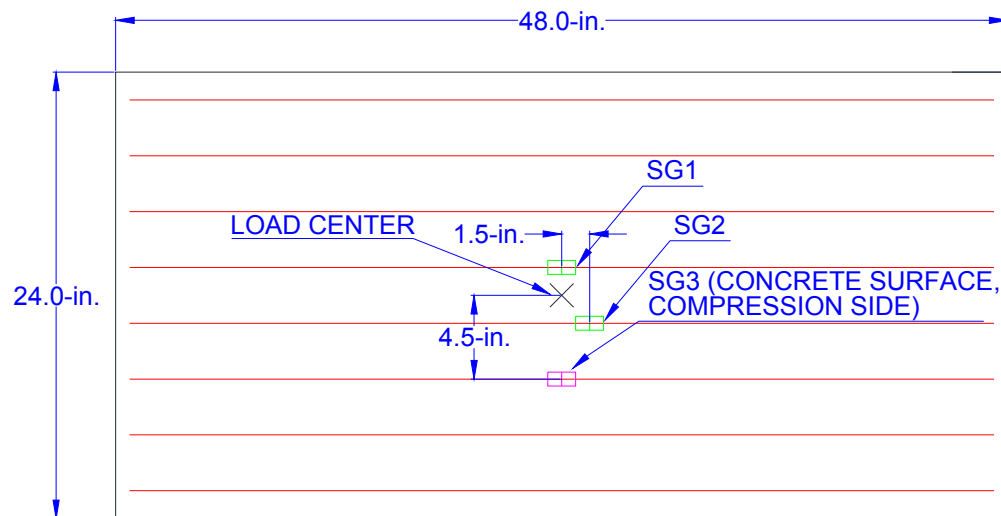 48.0-in.
SG1
LOAD CENTER
1.5-in.
SG2
SG3 (CONCRETE SURFACE,
COMPRESSION SIDE)
24.0-in.
4.5-in.